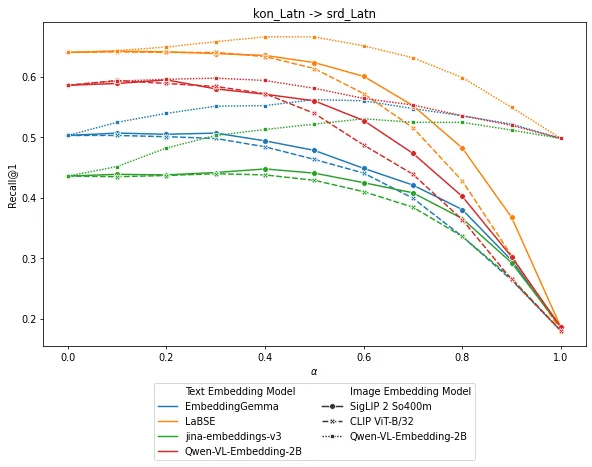 kon_Latn -> srd_Latn
Recall@1
0.6
0.5
0.4
0.3
0.2
0.0 0.2 0.4 0.6 0.8 1.0
α
Text Embedding Model Image Embedding Model
EmbeddingGemma SigLIP 2 So400m
LaBSE CLIP ViT-B/32
jina-embeddings-v3 Qwen-VL-Embedding-2B
Qwen-VL-Embedding-2B